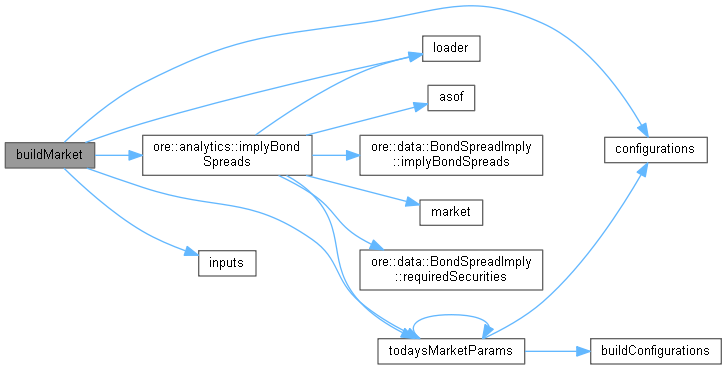 buildMarket
ore::analytics::implyBond
Spreads
inputs
loader
asof
ore::data::BondSpreadImply
::implyBondSpreads
market
ore::data::BondSpreadImply
::requiredSecurities
todaysMarketParams
configurations
buildConfigurations